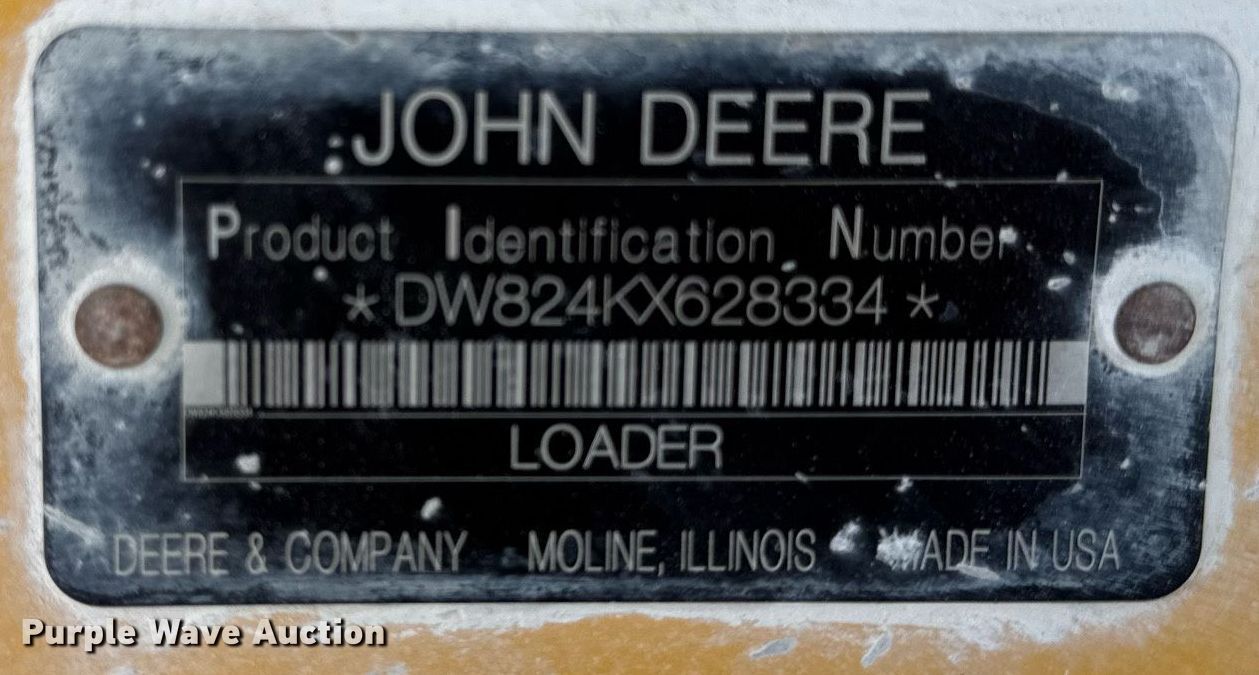 JOHN DEERE
Product Identification Number
* DW824KX628334 *
LOADER
DEERE & COMPANY MOLINE, ILLINOIS MADE IN USA
Purple Wave Auction